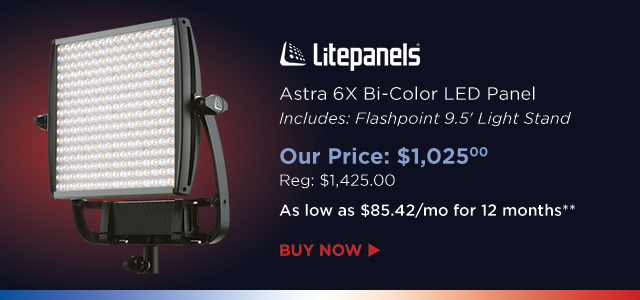 Litepanels®
Astra 6X Bi-Color LED Panel
Includes: Flashpoint 9.5' Light Stand
Our Price: $1,025⁰⁰
Reg: $1,425.00
As low as $85.42/mo for 12 months**
BUY NOW ▶